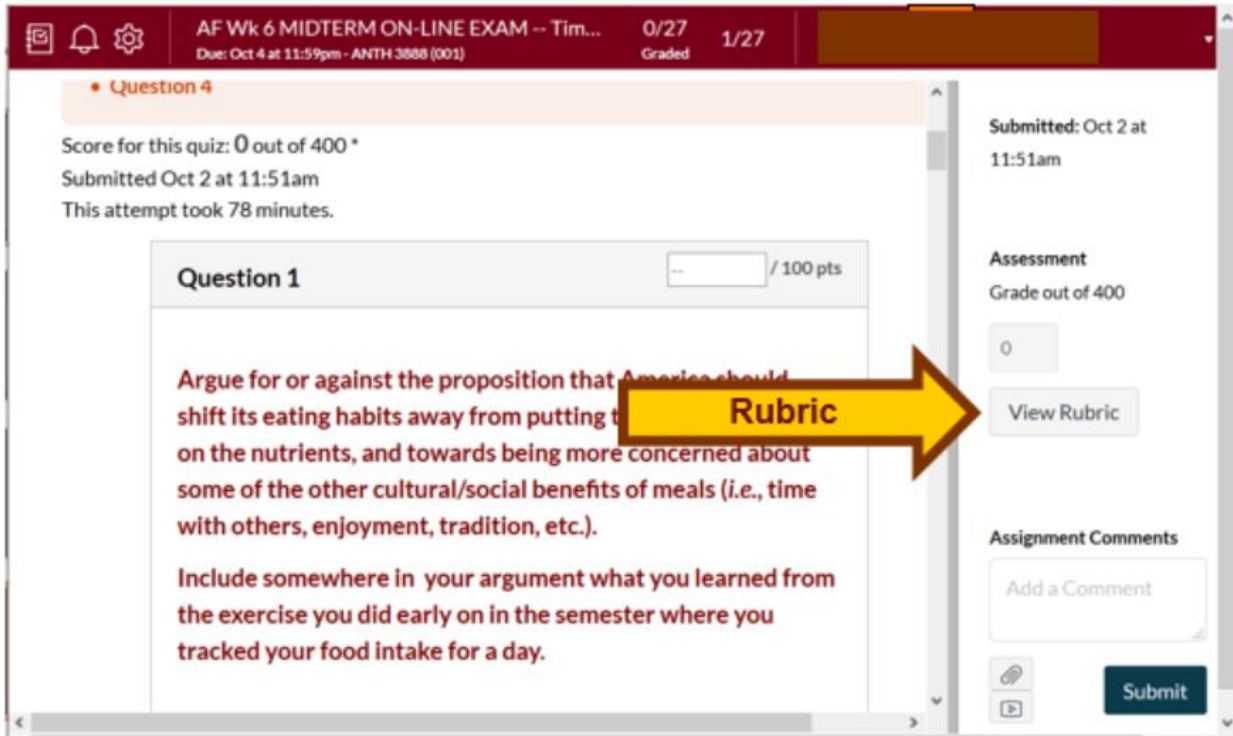 AF Wk 6 MIDTERM ON-LINE EXAM -- Tim...
Due: Oct 4 at 11:59pm - ANTH 3888 (001)
0/27
Graded
1/27
• Question 4
Score for this quiz: 0 out of 400 *
Submitted Oct 2 at 11:51am
This attempt took 78 minutes.
Question 1
--
/ 100 pts
Argue for or against the proposition that America should
shift its eating habits away from putting
on the nutrients, and towards being more concerned about
some of the other cultural/social benefits of meals (i.e., time
with others, enjoyment, tradition, etc.).
Include somewhere in your argument what you learned from
the exercise you did early on in the semester where you
tracked your food intake for a day.
Rubric
Submitted: Oct 2 at
11:51am
Assessment
Grade out of 400
0
View Rubric
Assignment Comments
Add a Comment
Submit